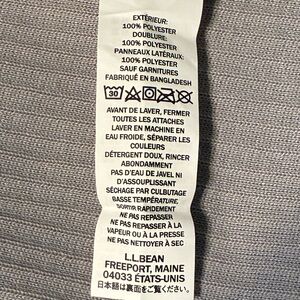 EXTÉRIEUR:
100% POLYESTER
DOUBLURE:
100% POLYESTER
PANNEAUX LATÉRAUX:
100% POLYESTER
SAUF GARNITURES
FABRIQUÉ EN BANGLADESH
30
AVANT DE LAVER, FERMER
TOUTES LES ATTACHES
LAVER EN MACHINE EN
EAU FROIDE, SÉPARER LES
COULEURS
DÉTERGENT DOUX, RINCER
ABONDAMMENT
PAS D'EAU DE JAVEL NI
D'ASSOUPLISSANT
SÉCHAGE PAR CULBUTAGE
BASSE TEMPÉRATURE,
SORTIR RAPIDEMENT
NE PAS REPASSER
NE PAS REPASSER À LA
VAPEUR OU À LA PRESSE
NE PAS NETTOYER À SEC
L.L.BEAN
FREEPORT, MAINE
04033 ÉTATS-UNIS
日本語は裏面をご覧ください。